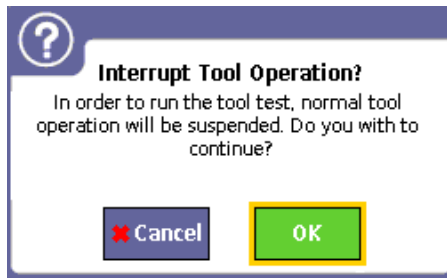 ?
Interrupt Tool Operation?
In order to run the tool test, normal tool
operation will be suspended. Do you with to
continue?
Cancel OK